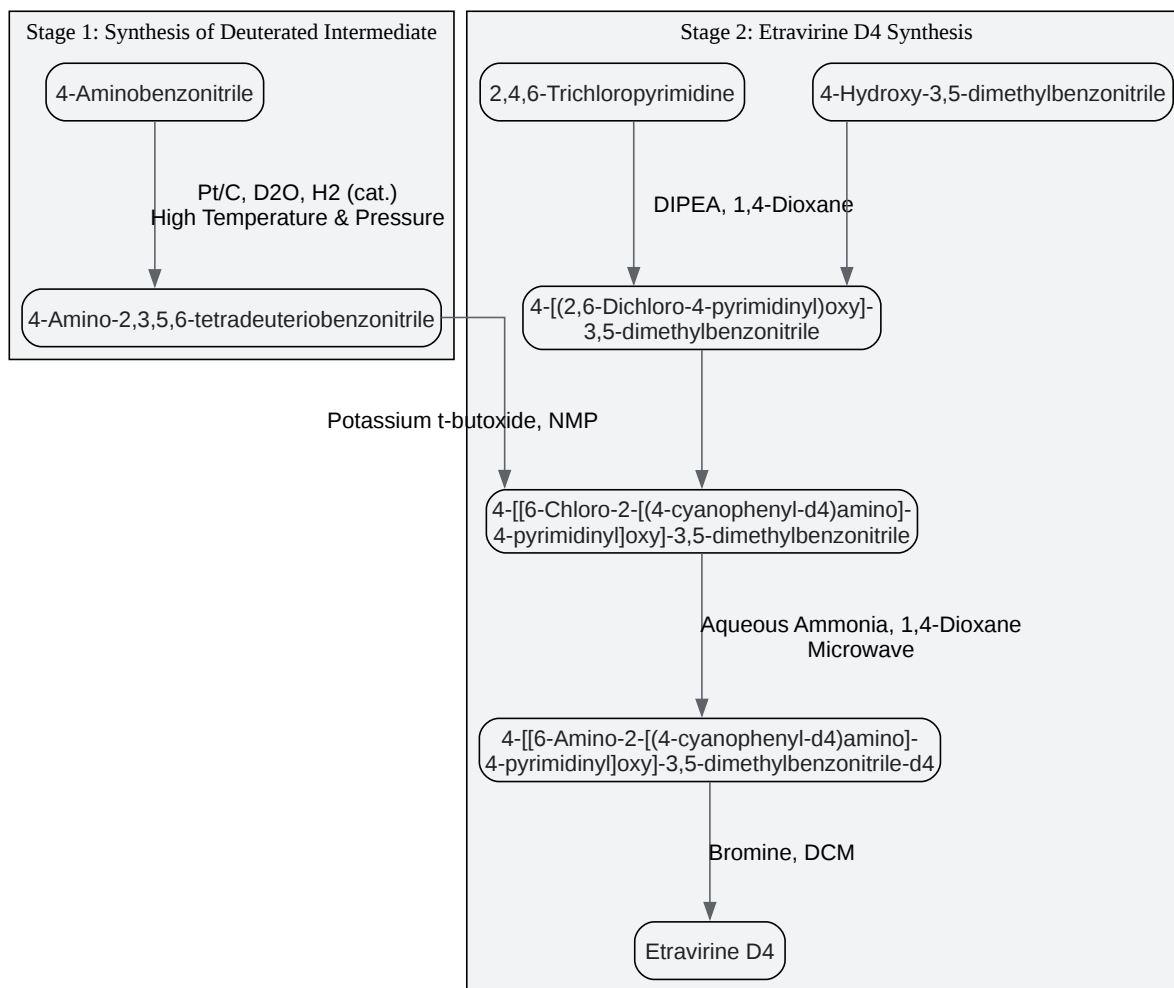 Stage 1: Synthesis of Deuterated Intermediate
4-Aminobenzonitrile
Pt/C, D2O, H2 (cat.)
High Temperature & Pressure
4-Amino-2,3,5,6-tetradeuteriobenzonitrile
Stage 2: Etravirine D4 Synthesis
2,4,6-Trichloropyrimidine
4-Hydroxy-3,5-dimethylbenzonitrile
DIPEA, 1,4-Dioxane
4-[(2,6-Dichloro-4-pyrimidinyl)oxy]-
3,5-dimethylbenzonitrile
Potassium t-butoxide, NMP
4-[[6-Chloro-2-[(4-cyanophenyl-d4)amino]-
4-pyrimidinyl]oxy]-3,5-dimethylbenzonitrile
Aqueous Ammonia, 1,4-Dioxane
Microwave
4-[[6-Amino-2-[(4-cyanophenyl-d4)amino]-
4-pyrimidinyl]oxy]-3,5-dimethylbenzonitrile-d4
Bromine, DCM
Etravirine D4